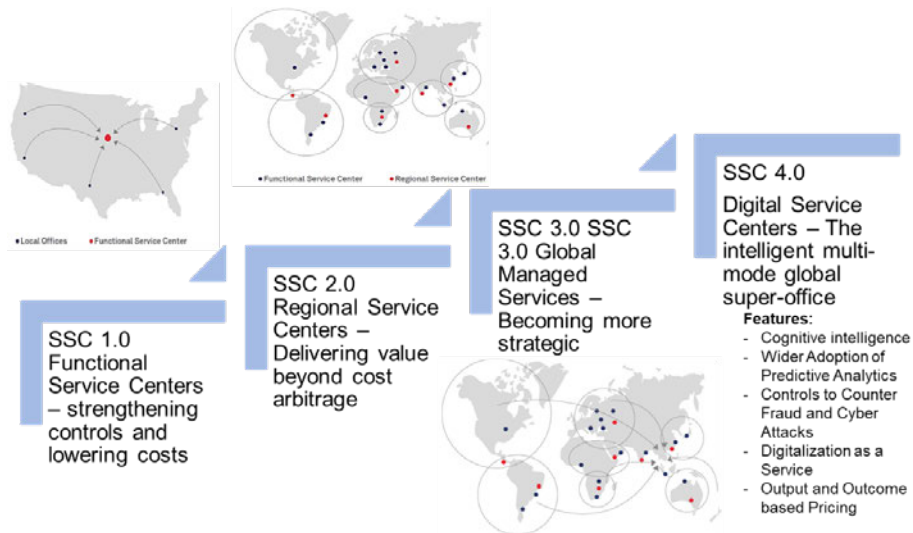 Local Offices
Functional Service Center
SSC 1.0
Functional
Service Centers
– strengthening
controls and
lowering costs
Functional Service Center
Regional Service Center
SSC 2.0
Regional Service
Centers –
Delivering value
beyond cost
arbitrage
SSC 3.0 SSC
3.0 Global
Managed
Services –
Becoming more
strategic
SSC 4.0
Digital Service
Centers – The
intelligent multi-
mode global
super-office
Features:
- Cognitive intelligence
- Wider Adoption of
Predictive Analytics
- Controls to Counter
Fraud and Cyber
Attacks
- Digitalization as a
Service
- Output and Outcome
based Pricing